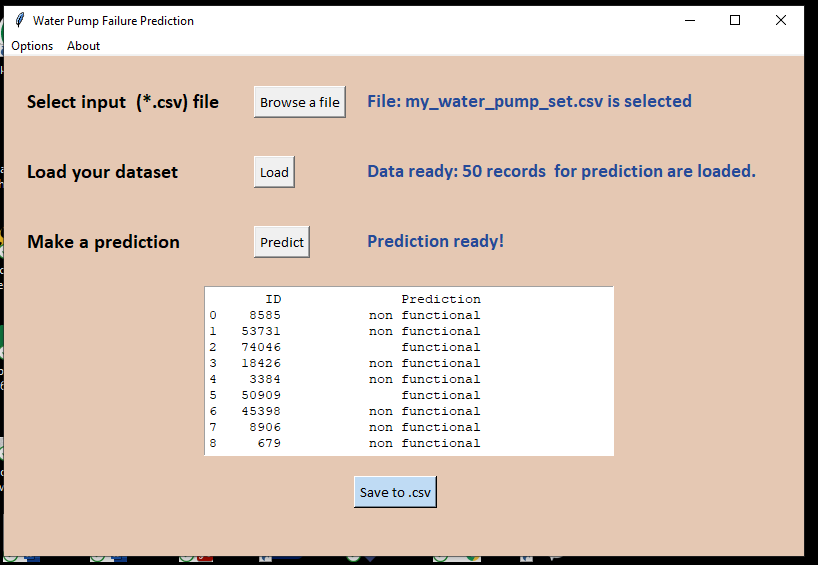 Water Pump Failure Prediction
Options About
Select input (*.csv) file Browse a file File: my_water_pump_set.csv is selected
Load your dataset Load Data ready: 50 records for prediction are loaded.
Make a prediction Predict Prediction ready!
ID Prediction
0 8585 non functional
1 53731 non functional
2 74046 functional
3 18426 non functional
4 3384 non functional
5 50909 functional
6 45398 non functional
7 8906 non functional
8 679 non functional
Save to .csv